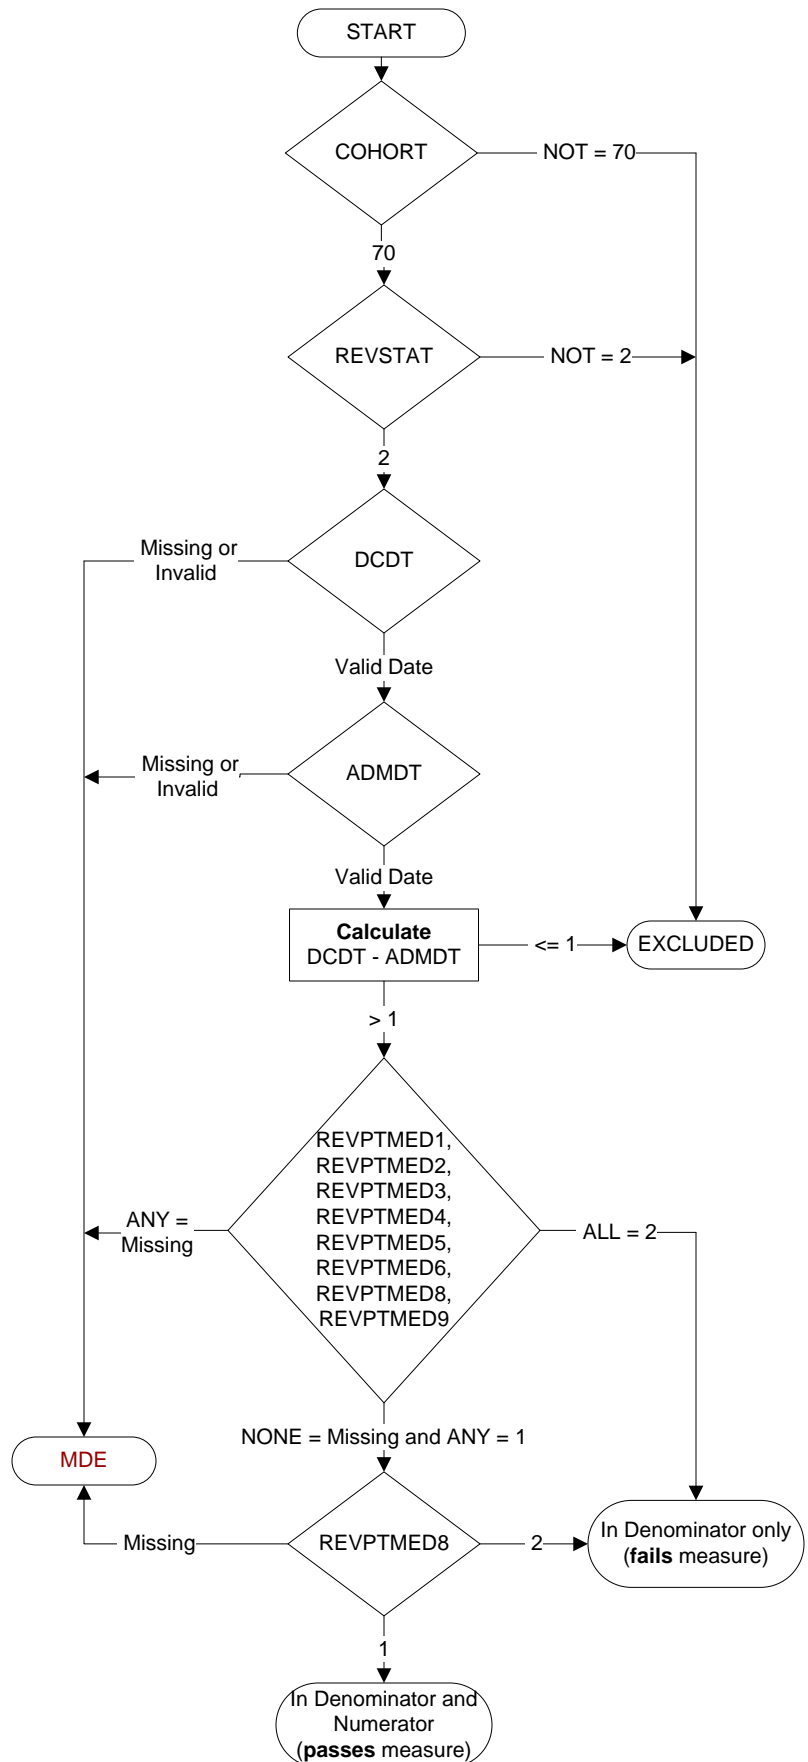 START
COHORT
NOT = 70
70
REVSTAT
NOT = 2
2
Missing or
Invalid
DCDT
Valid Date
Missing or
Invalid
ADMDT
Valid Date
Calculate
DCDT - ADMDT
<= 1
EXCLUDED
> 1
REVPTMED1,
REVPTMED2,
REVPTMED3,
REVPTMED4,
REVPTMED5,
REVPTMED6,
REVPTMED8,
REVPTMED9
ANY =
Missing
ALL = 2
NONE = Missing and ANY = 1
MDE
Missing
REVPTMED8
2
In Denominator only
(fails measure)
1
In Denominator and
Numerator
(passes measure)